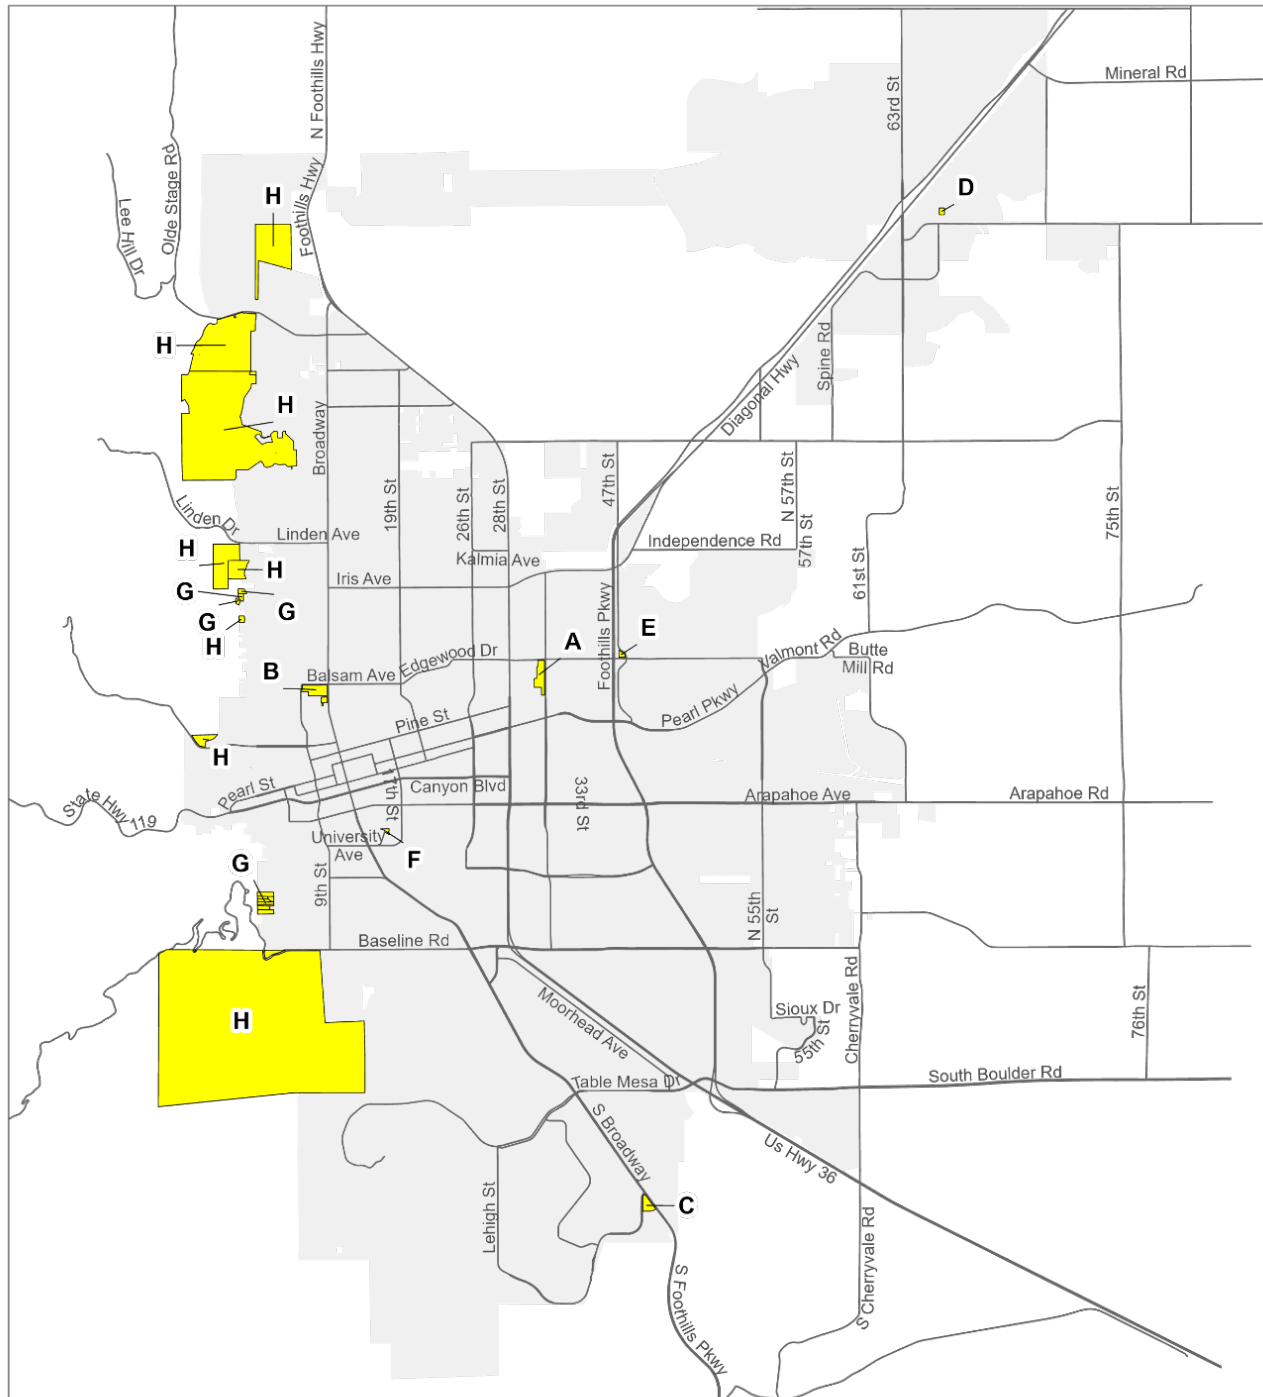 N Foothills Hwy
Mineral Rd
63rd St
Olde Stage Rd
Lee Hill Dr
H
Foothills Hwy
D
H
Spine Rd
Diagonal Hwy
H
Broadway
19th St
26th St
28th St
47th St
N 57th St
57th St
75th St
Linden Dr
Linden Ave
Independence Rd
Kalmia Ave
H
H
Iris Ave
61st St
G
G
G
H
Foothills Pkwy
E
A
Edgewood Dr
Valmont Rd
Butte
Mill Rd
B
Balsam Ave
Pine St
Pearl Pkwy
H
Pearl St
17th St
Canyon Blvd
33rd St
Arapahoe Ave
Arapahoe Rd
State Hwy 119
University
Ave
F
G
9th St
N 55th
St
Baseline Rd
Cherryvale Rd
H
Moorhead Ave
Sioux Dr
55th St
76th St
Table Mesa Dr
South Boulder Rd
S Broadway
Us Hwy 36
C
Lehigh St
S Cherryvale Rd
S Foothills Pkwy